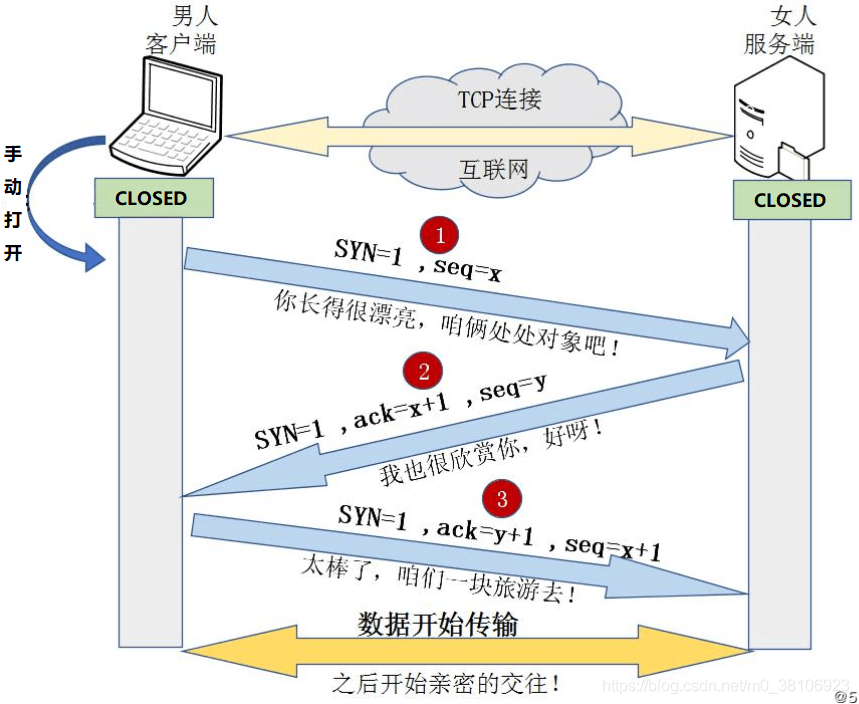 男人
客户端
女人
服务端
TCP连接
互联网
手
动
打
开
CLOSED
CLOSED
1
SYN=1 ,seq=x
你长得很漂亮，咱俩处处对象吧！
2
SYN=1 ,ack=x+1 ,seq=y
我也很欣赏你，好呀！
3
SYN=1 ,ack=y+1 ,seq=x+1
太棒了，咱们一块旅游去！
数据开始传输
之后开始亲密的交往！
https://blog.csdn.net/m0_38106923
@5